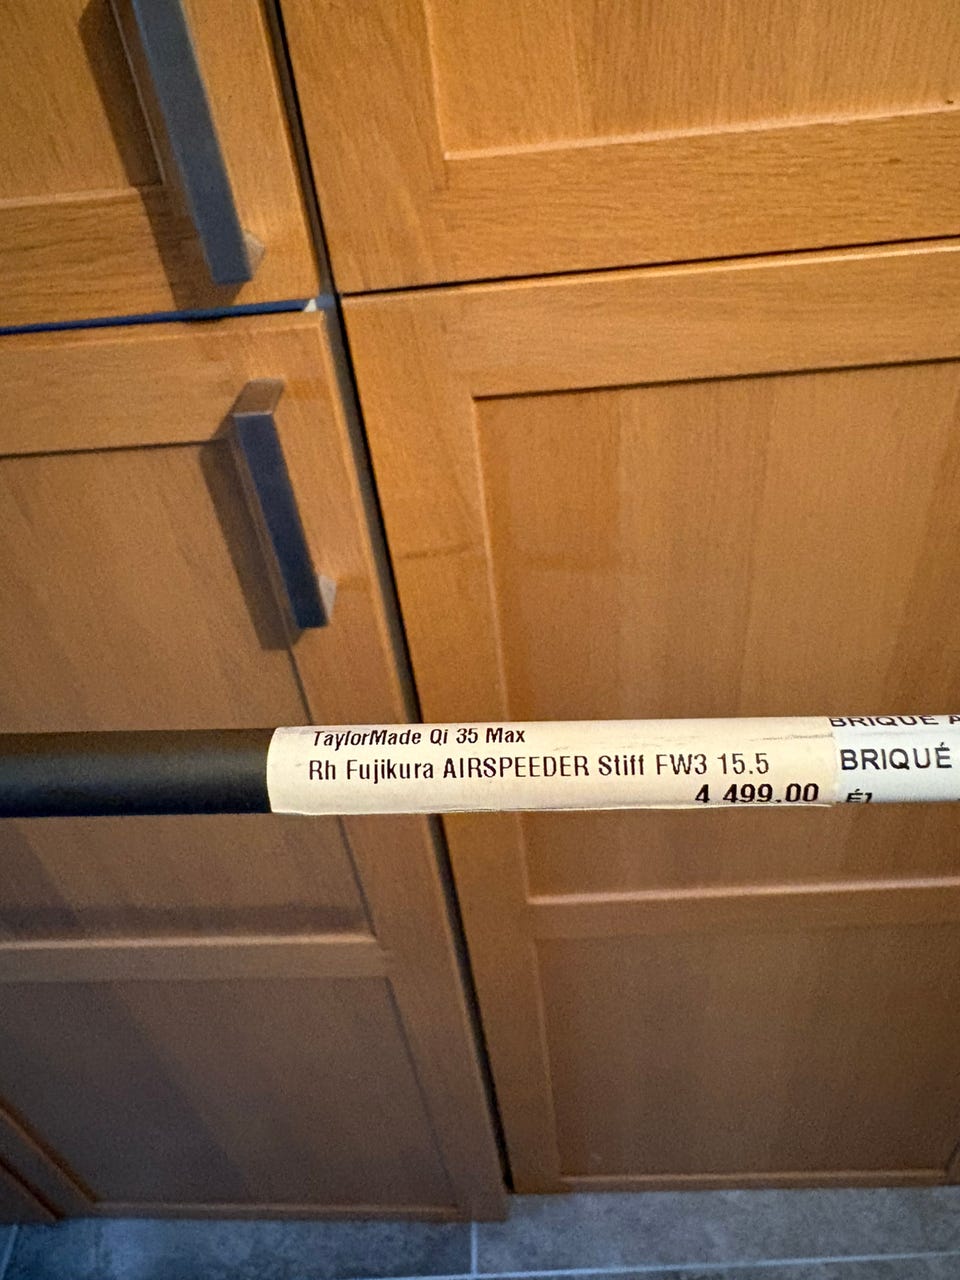 TaylorMade Qi 35 Max
Rh Fujikura AIRSPEEDER Stiff FW3 15.5
4 499.00
BRIQUÉ